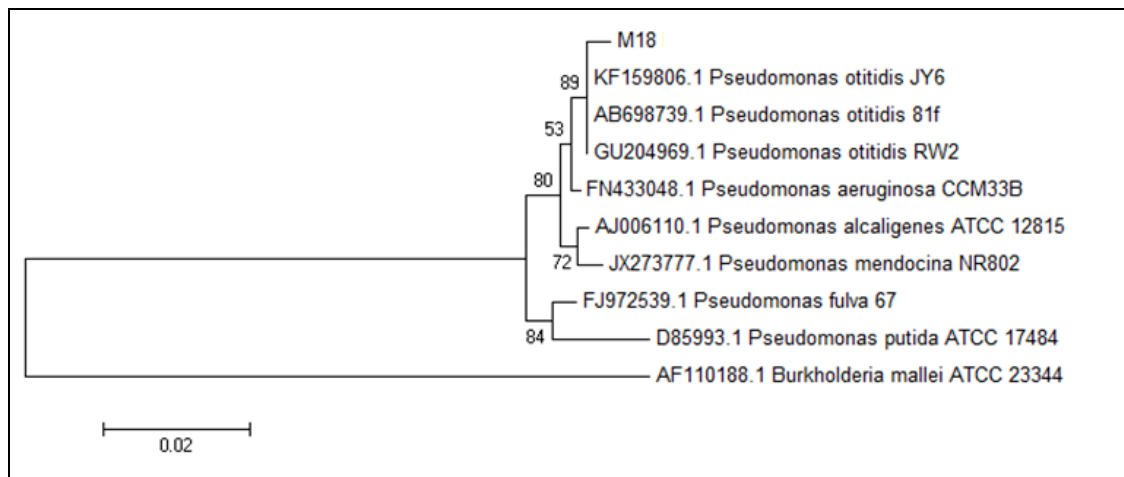 M18
89
KF159806.1 Pseudomonas otitidis JY6
AB698739.1 Pseudomonas otitidis 81f
53
GU204969.1 Pseudomonas otitidis RW2
80
FN433048.1 Pseudomonas aeruginosa CCM33B
AJ006110.1 Pseudomonas alcaligenes ATCC 12815
72
JX273777.1 Pseudomonas mendocina NR802
FJ972539.1 Pseudomonas fulva 67
84
D85993.1 Pseudomonas putida ATCC 17484
AF110188.1 Burkholderia mallei ATCC 23344
0.02